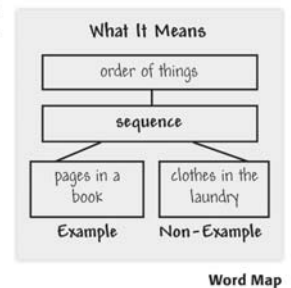 What It Means
order of things
sequence
pages in a
book
clothes in the
laundry
Example
Non-Example
Word Map